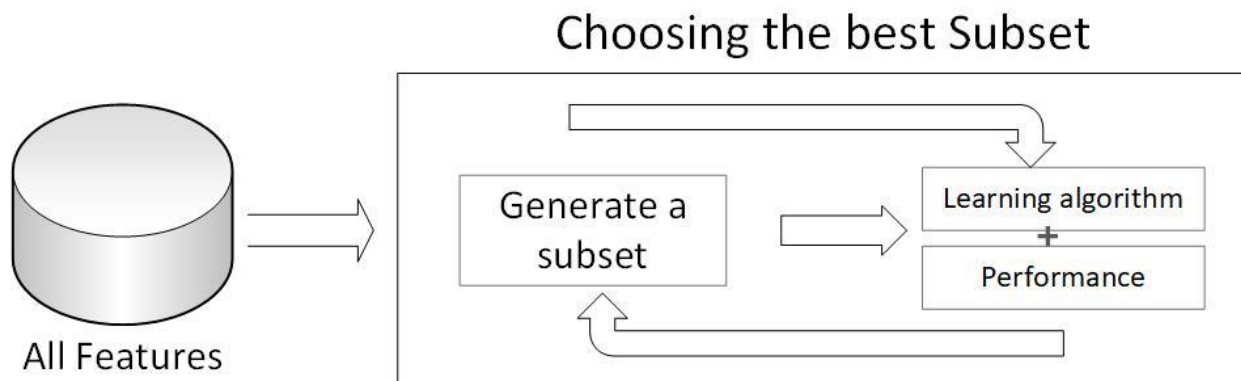 Choosing the best Subset
Generate a
subset
Learning algorithm
+
Performance
All Features